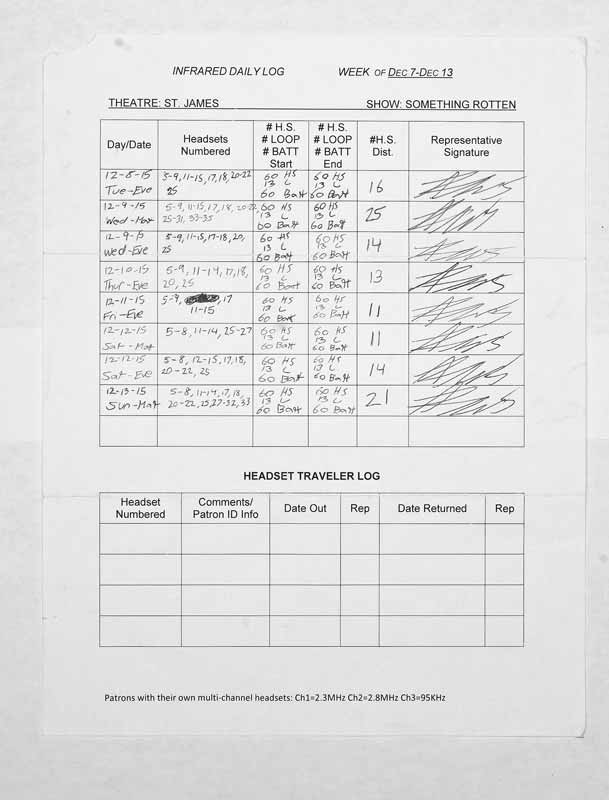 INFRARED DAILY LOG WEEK OF DEC 7-DEC 13
THEATRE: ST. JAMES SHOW: SOMETHING ROTTEN
Day/Date Headsets Numbered # H.S. # LOOP # BATT Start # H.S. # LOOP # BATT End #H.S. Dist. Representative Signature
12-8-15 5-9, 11-15, 17, 18, 20-22 60 HS 60 HS
Tue-Eve 25 13 L 13 L 16
60 Batt 60 Batt
12-9-15 5-9, 11-15, 17, 18, 20-22, 60 HS 60 HS
Wed-Mat 25-31, 33-35 13 L 13 L 25
60 Batt 60 Batt
12-9-15 5-9, 11-15, 17-18, 20, 60 HS 60 HS
Wed-Eve 25 13 L 13 L 14
60 Batt 60 Batt
12-10-15 5-9, 11-14, 17, 18, 60 HS 60 HS
Thur-Eve 20, 25 13 L 13 L 13
60 Batt 60 Batt
12-11-15 5-9, , 17 60 HS 60 HS
Fri-Eve 11-15 13 L 13 L 11
60 Batt 60 Batt
12-12-15 5-8, 11-14, 25-27 60 HS 60 HS
Sat-Mat 13 L 13 L 11
60 Batt 60 Batt
12-12-15 5-8, 12-15, 17, 18, 60 HS 60 HS
Sat-Eve 20-22, 25 13 L 13 L 14
60 Batt 60 Batt
12-13-15 5-8, 11-14, 17, 18, 60 HS 60 HS
Sun-Mat 20-22, 25, 27-32, 33 13 L 13 L 21
60 Batt 60 Batt
HEADSET TRAVELER LOG
Headset Numbered Comments/ Patron ID Info Date Out Rep Date Returned Rep
Patrons with their own multi-channel headsets: Ch1=2.3MHz Ch2=2.8MHz Ch3=95KHz